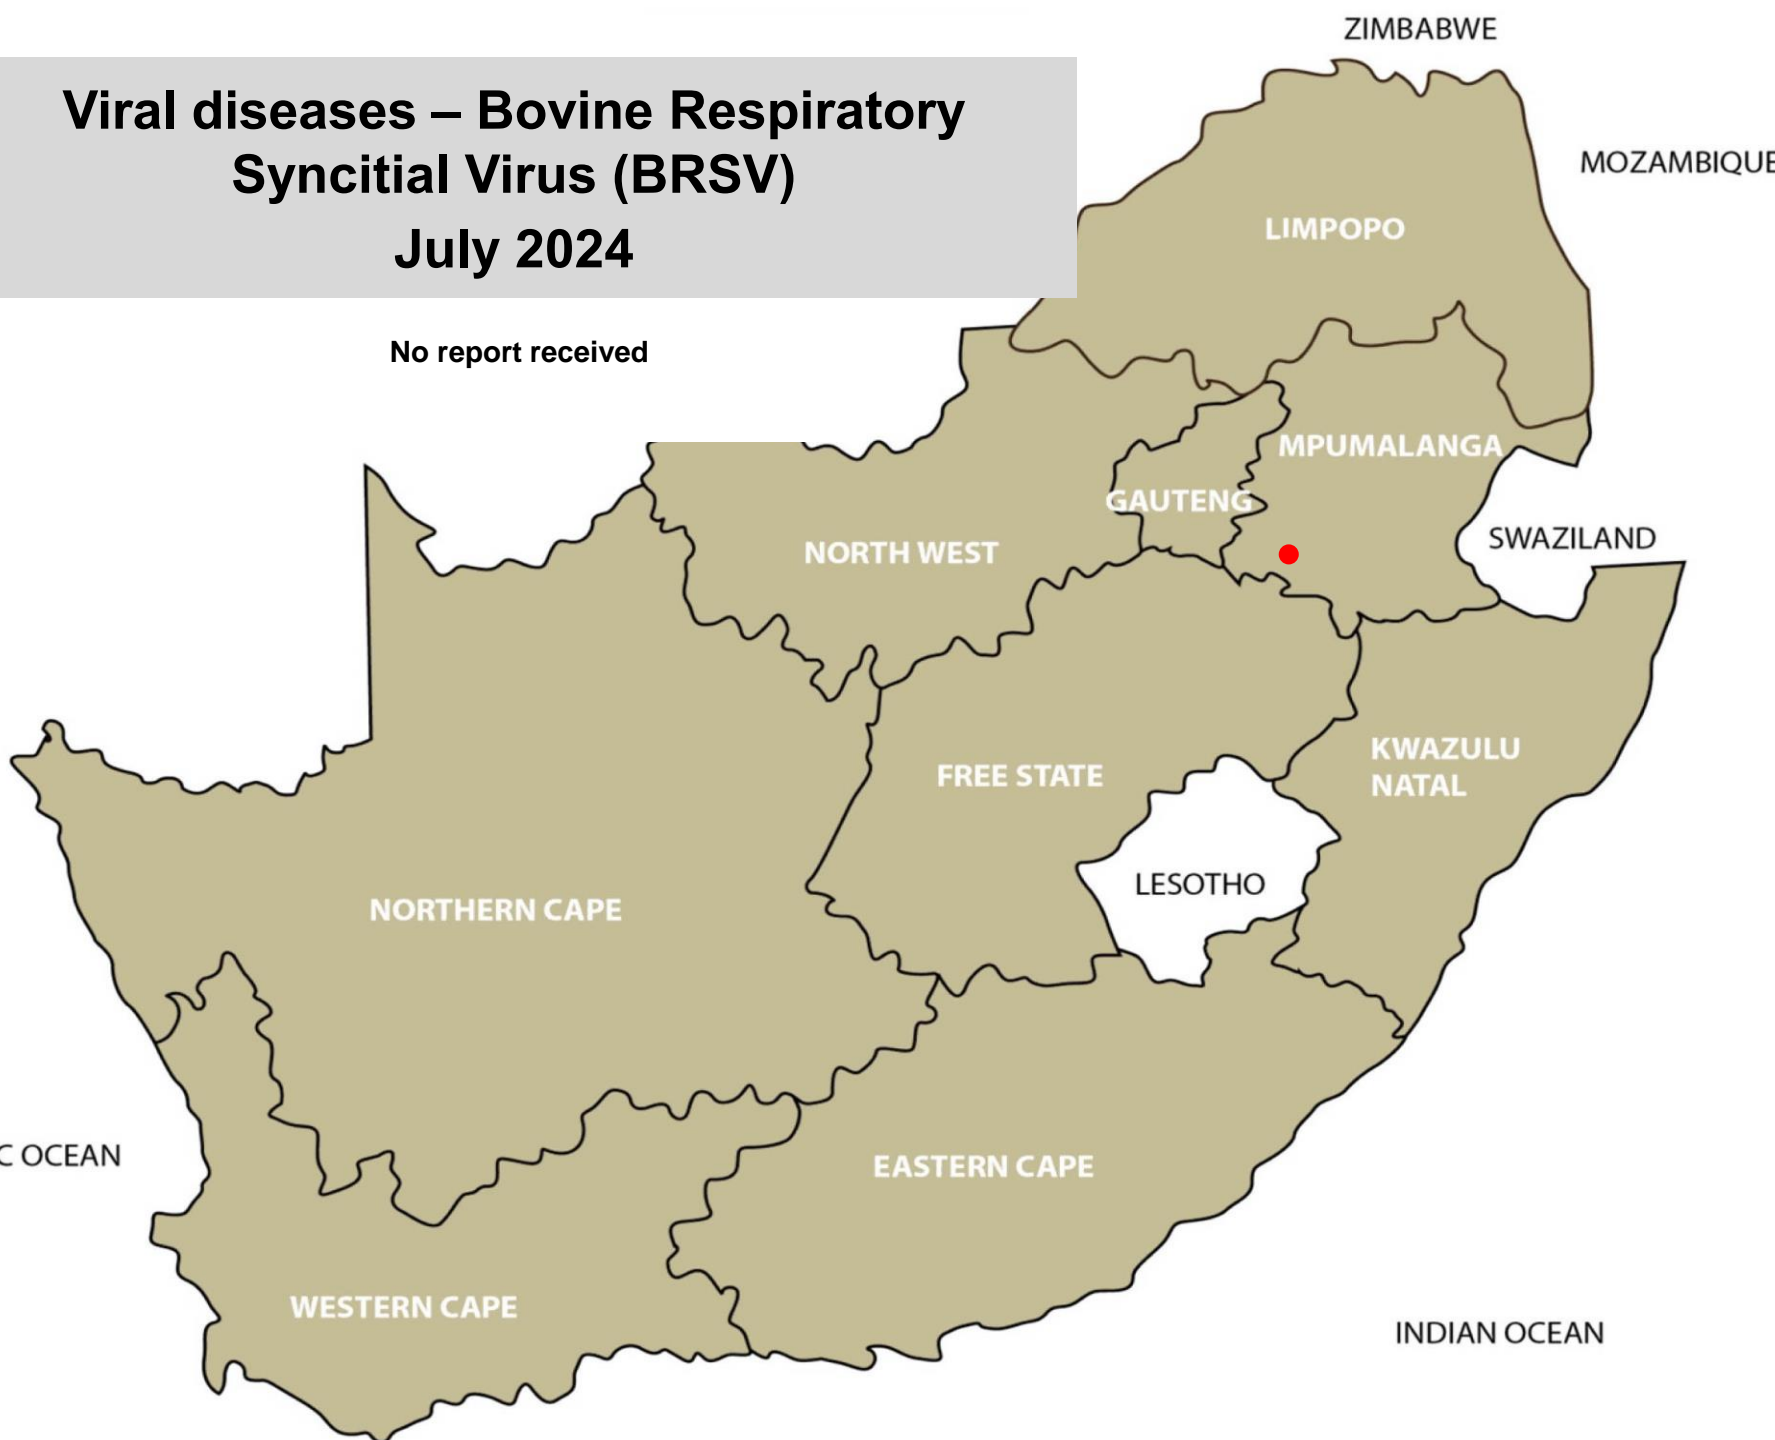 ZIMBABWE
Viral diseases – Bovine Respiratory
Syncitial Virus (BRSV)
July 2024
MOZAMBIQUE
LIMPOPO
No report received
MPUMALANGA
GAUTENG
NORTH WEST
SWAZILAND
KWAZULU
NATAL
FREE STATE
LESOTHO
NORTHERN CAPE
C OCEAN
EASTERN CAPE
WESTERN CAPE
INDIAN OCEAN